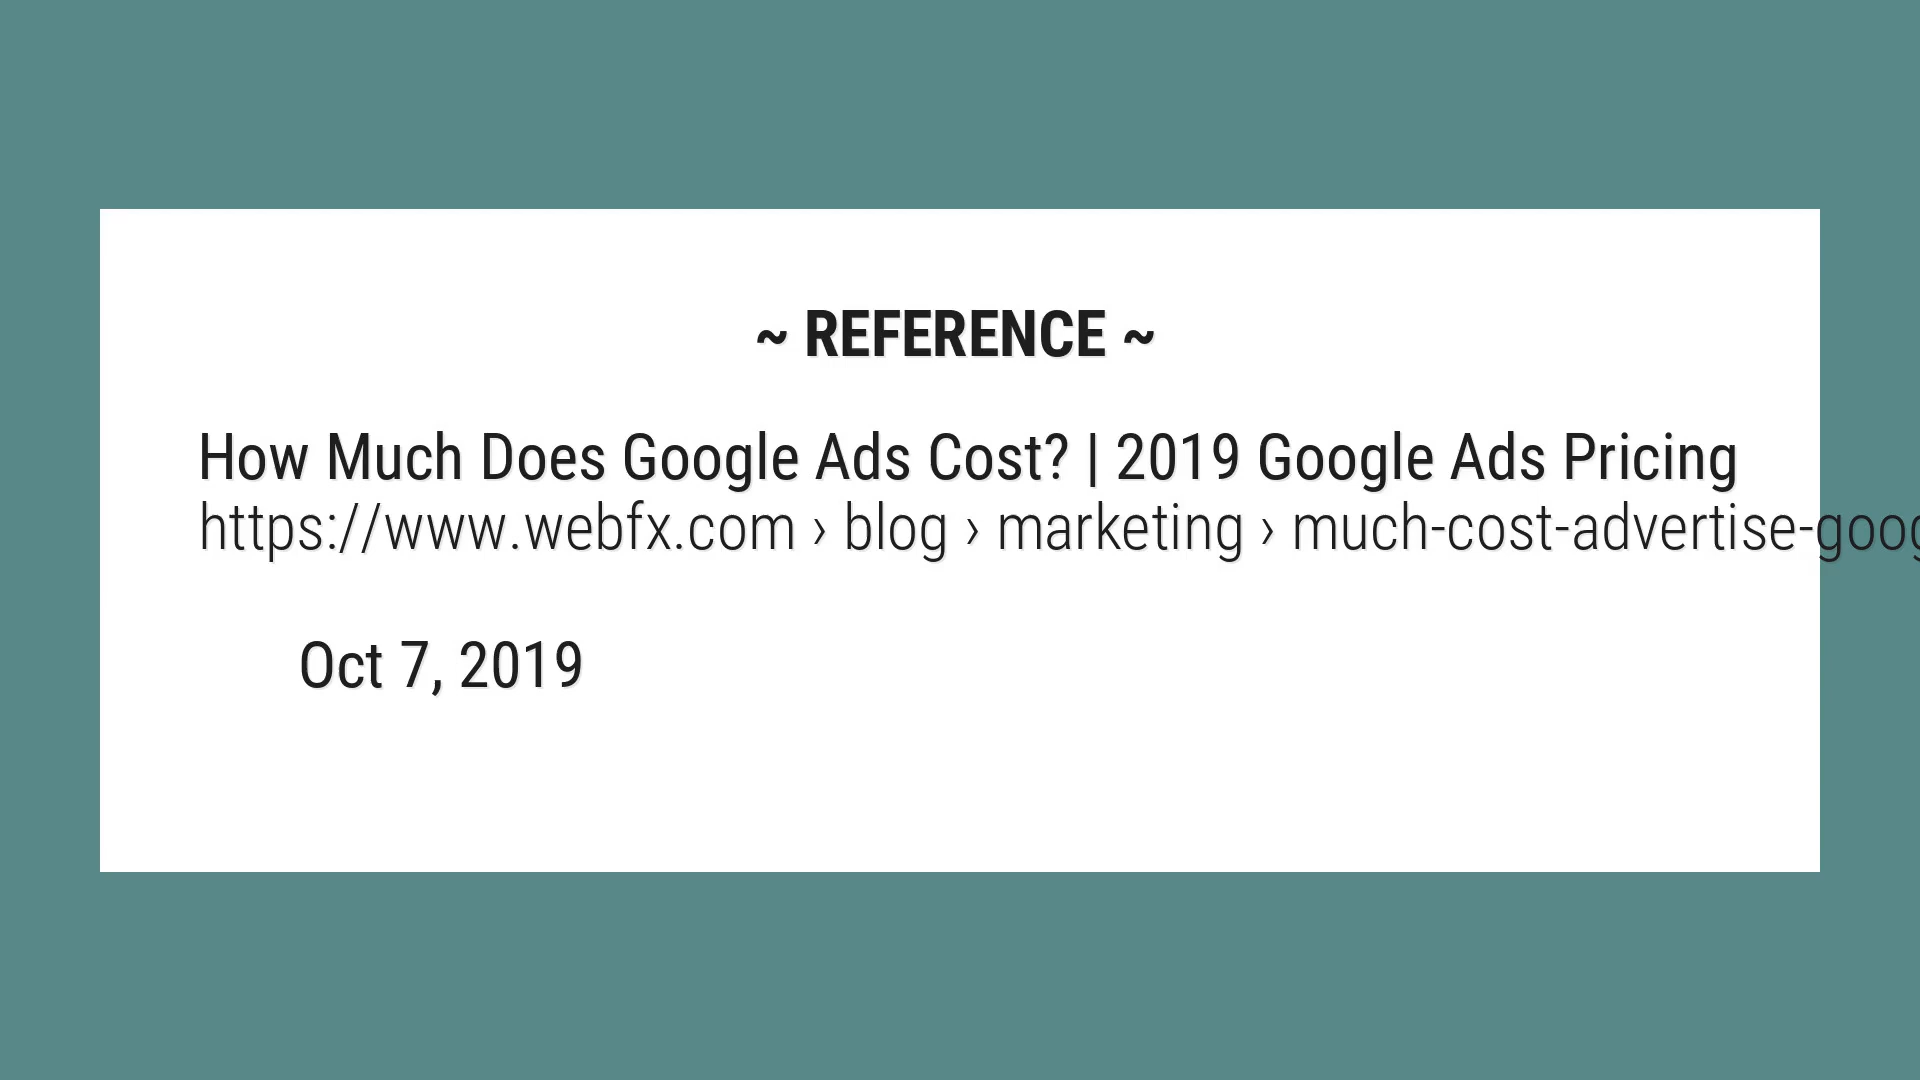 ~ REFERENCE ~
How Much Does Google Ads Cost? | 2019 Google Ads Pricing
https://www.webfx.com › blog › marketing › much-cost-advertise-goog
Oct 7, 2019